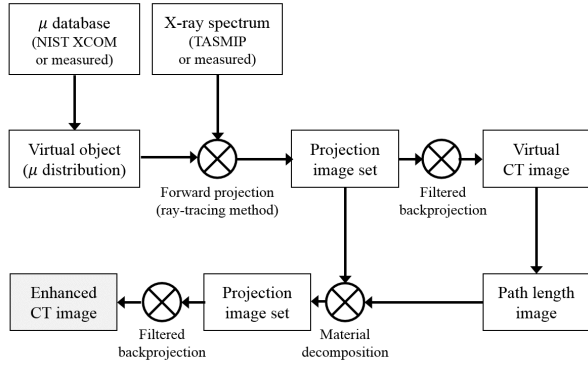 μ database
(NIST XCOM
or measured)
X-ray spectrum
(TASMIP
or measured)
Virtual object
(μ distribution)
Forward projection
(ray-tracing method)
Projection
image set
Filtered
backprojection
Virtual
CT image
Enhanced
CT image
Filtered
backprojection
Projection
image set
Material
decomposition
Path length
image